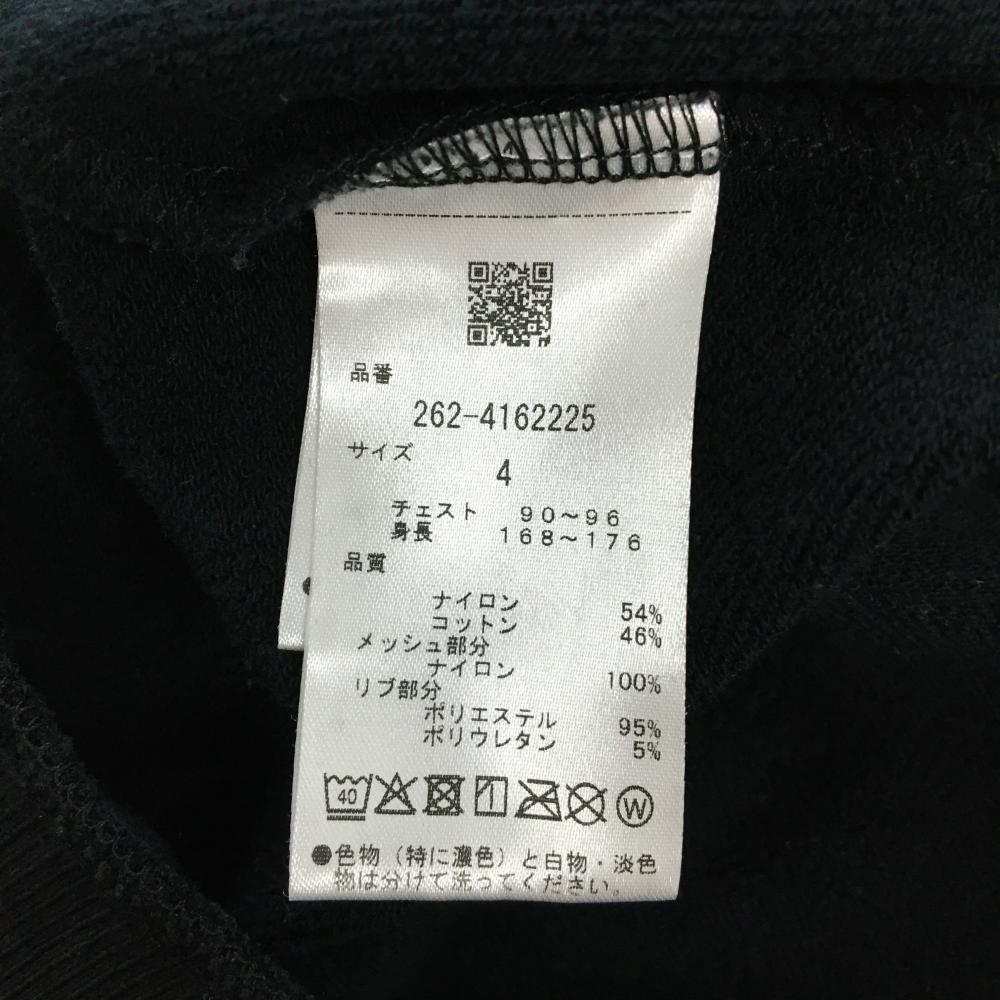 品番
262-4162225
サイズ
4
チェスト 90～96
身長 168～176
品質
ナイロン 54%
コットン 46%
メッシュ部分
ナイロン 100%
リブ部分
ポリエステル 95%
ポリウレタン 5%
40 W
●色物（特に濃色）と白物・淡色
物は分けて洗ってください。